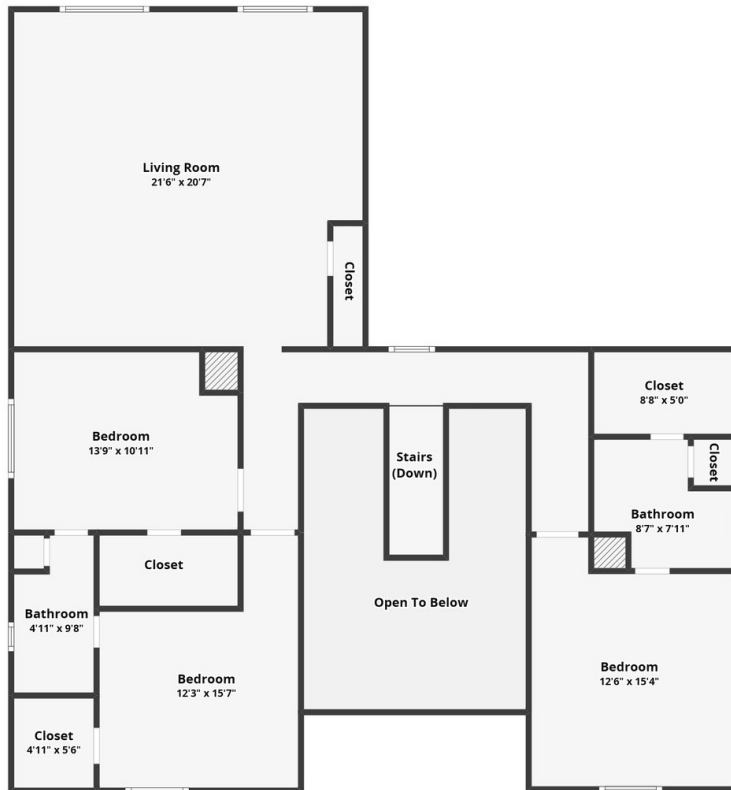 Living Room
21'6" x 20'7"
Closet
Closet
8'8" x 5'0"
Bedroom
13'9" x 10'11"
Stairs
(Down)
Closet
Bathroom
8'7" x 7'11"
Closet
Open To Below
Bathroom
4'11" x 9'8"
Bedroom
12'3" x 15'7"
Bedroom
12'6" x 15'4"
Closet
4'11" x 5'6"